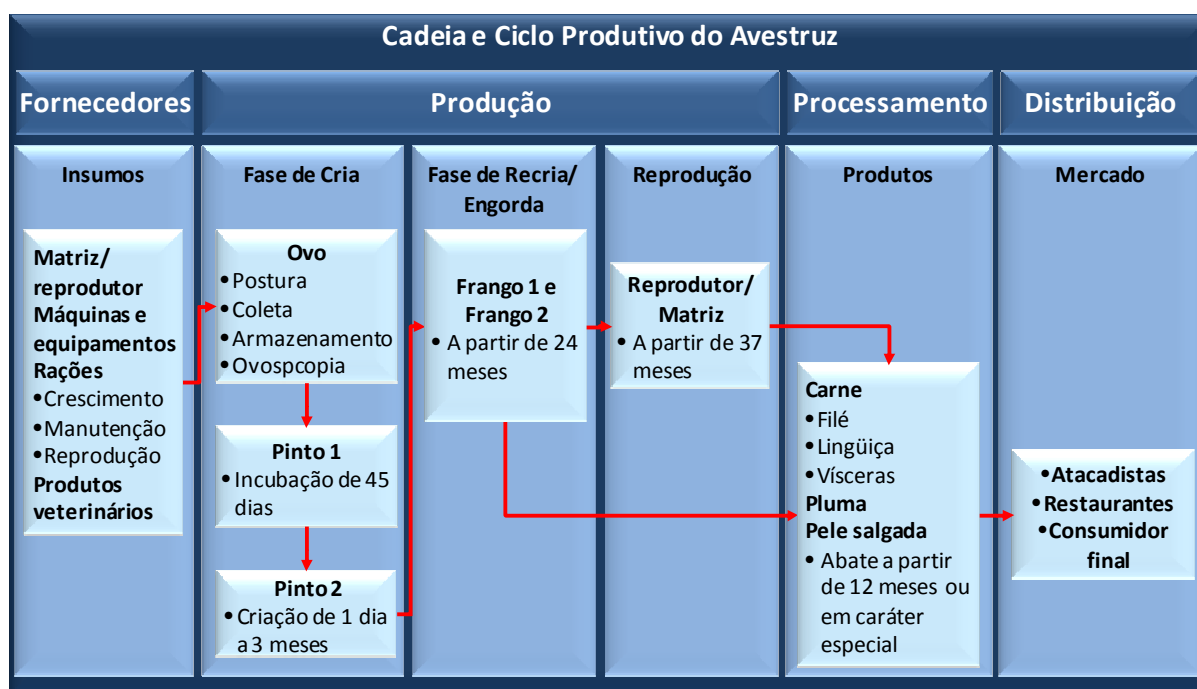 Cadeia e Ciclo Produtivo do Avestruz
Fornecedores
Produção
Processamento
Distribuição
Insumos
Matriz/
reprodutor
Máquinas e
equipamentos
Rações
•Crescimento
•Manutenção
•Reprodução
Produtos
veterinários
Fase de Cria
Ovo
•Postura
•Coleta
•Armazenamento
•Ovospcopia
Pinto 1
•Incubação de 45
dias
Pinto 2
•Criação de 1 dia
a 3 meses
Fase de Recria/
Engorda
Frango 1 e
Frango 2
• A partir de 24
meses
Reprodução
Reprodutor/
Matriz
• A partir de 37
meses
Produtos
Carne
• Filé
• Lingüiça
• Vísceras
Pluma
Pele salgada
• Abate a partir
de 12 meses ou
em caráter
especial
Mercado
•Atacadistas
•Restaurantes
•Consumidor
final